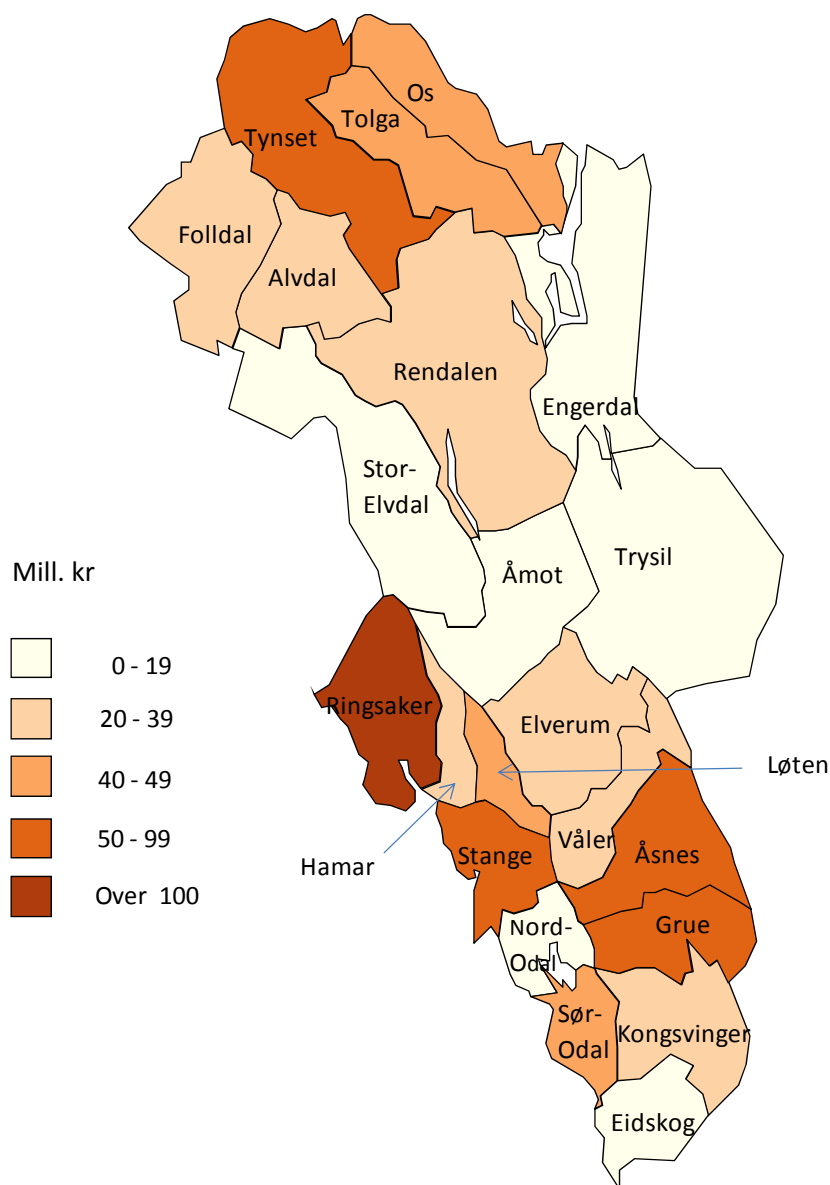 Os
Tolga
Tynset
Folldal
Alvdal
Rendalen
Engerdal
Stor-
Elvdal
Trysil
Åmot
Mill. kr
0 - 19
20 - 39
40 - 49
50 - 99
Over 100
Ringsaker
Elverum
Løten
Hamar
Stange
Våler
Åsnes
Nord-
Odal
Grue
Sør-
Odal
Kongsvinger
Eidskog